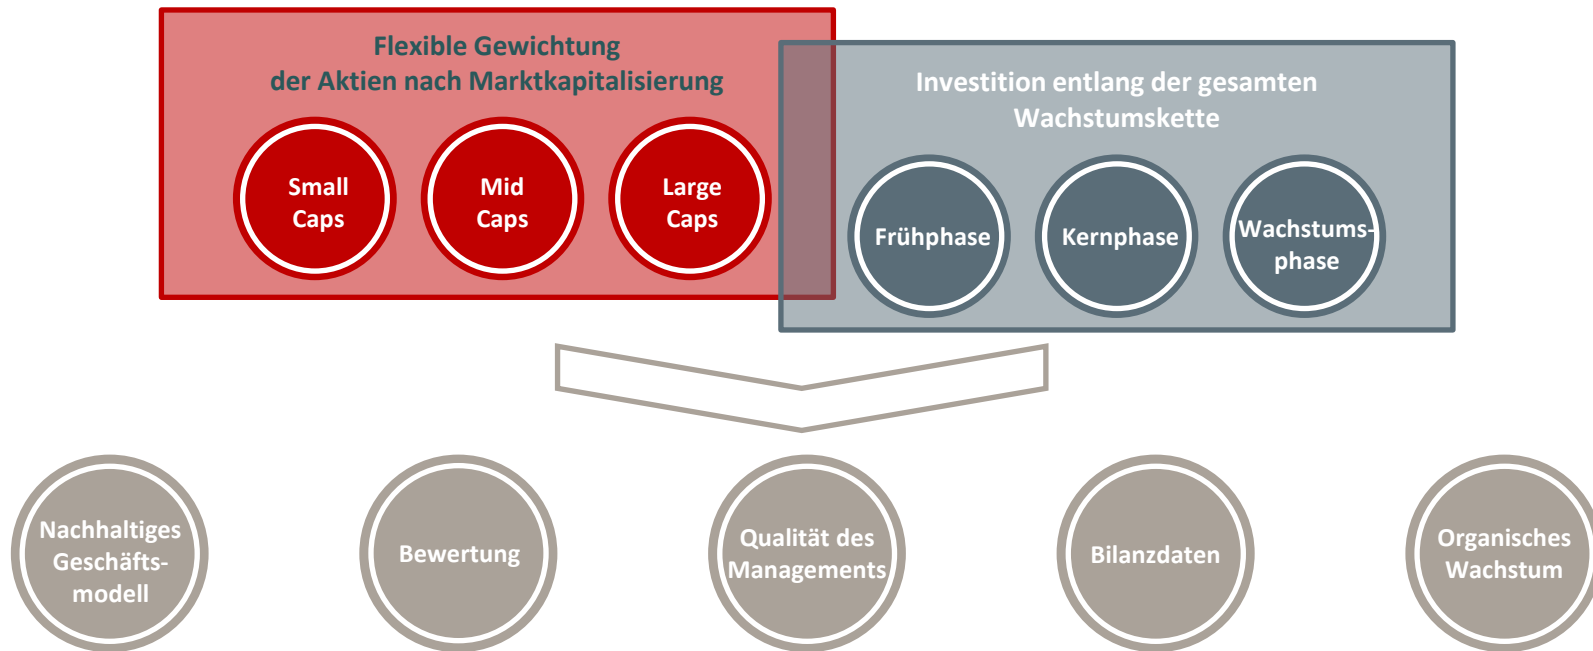 Flexible Gewichtung
der Aktien nach Marktkapitalisierung
Small
Caps
Mid
Caps
Large
Caps
Investition entlang der gesamten
Wachstumskette
Frühphase
Kernphase
Wachstums-
phase
Nachhaltiges
Geschäfts-
modell
Bewertung
Qualität des
Managements
Bilanzdaten
Organisches
Wachstum